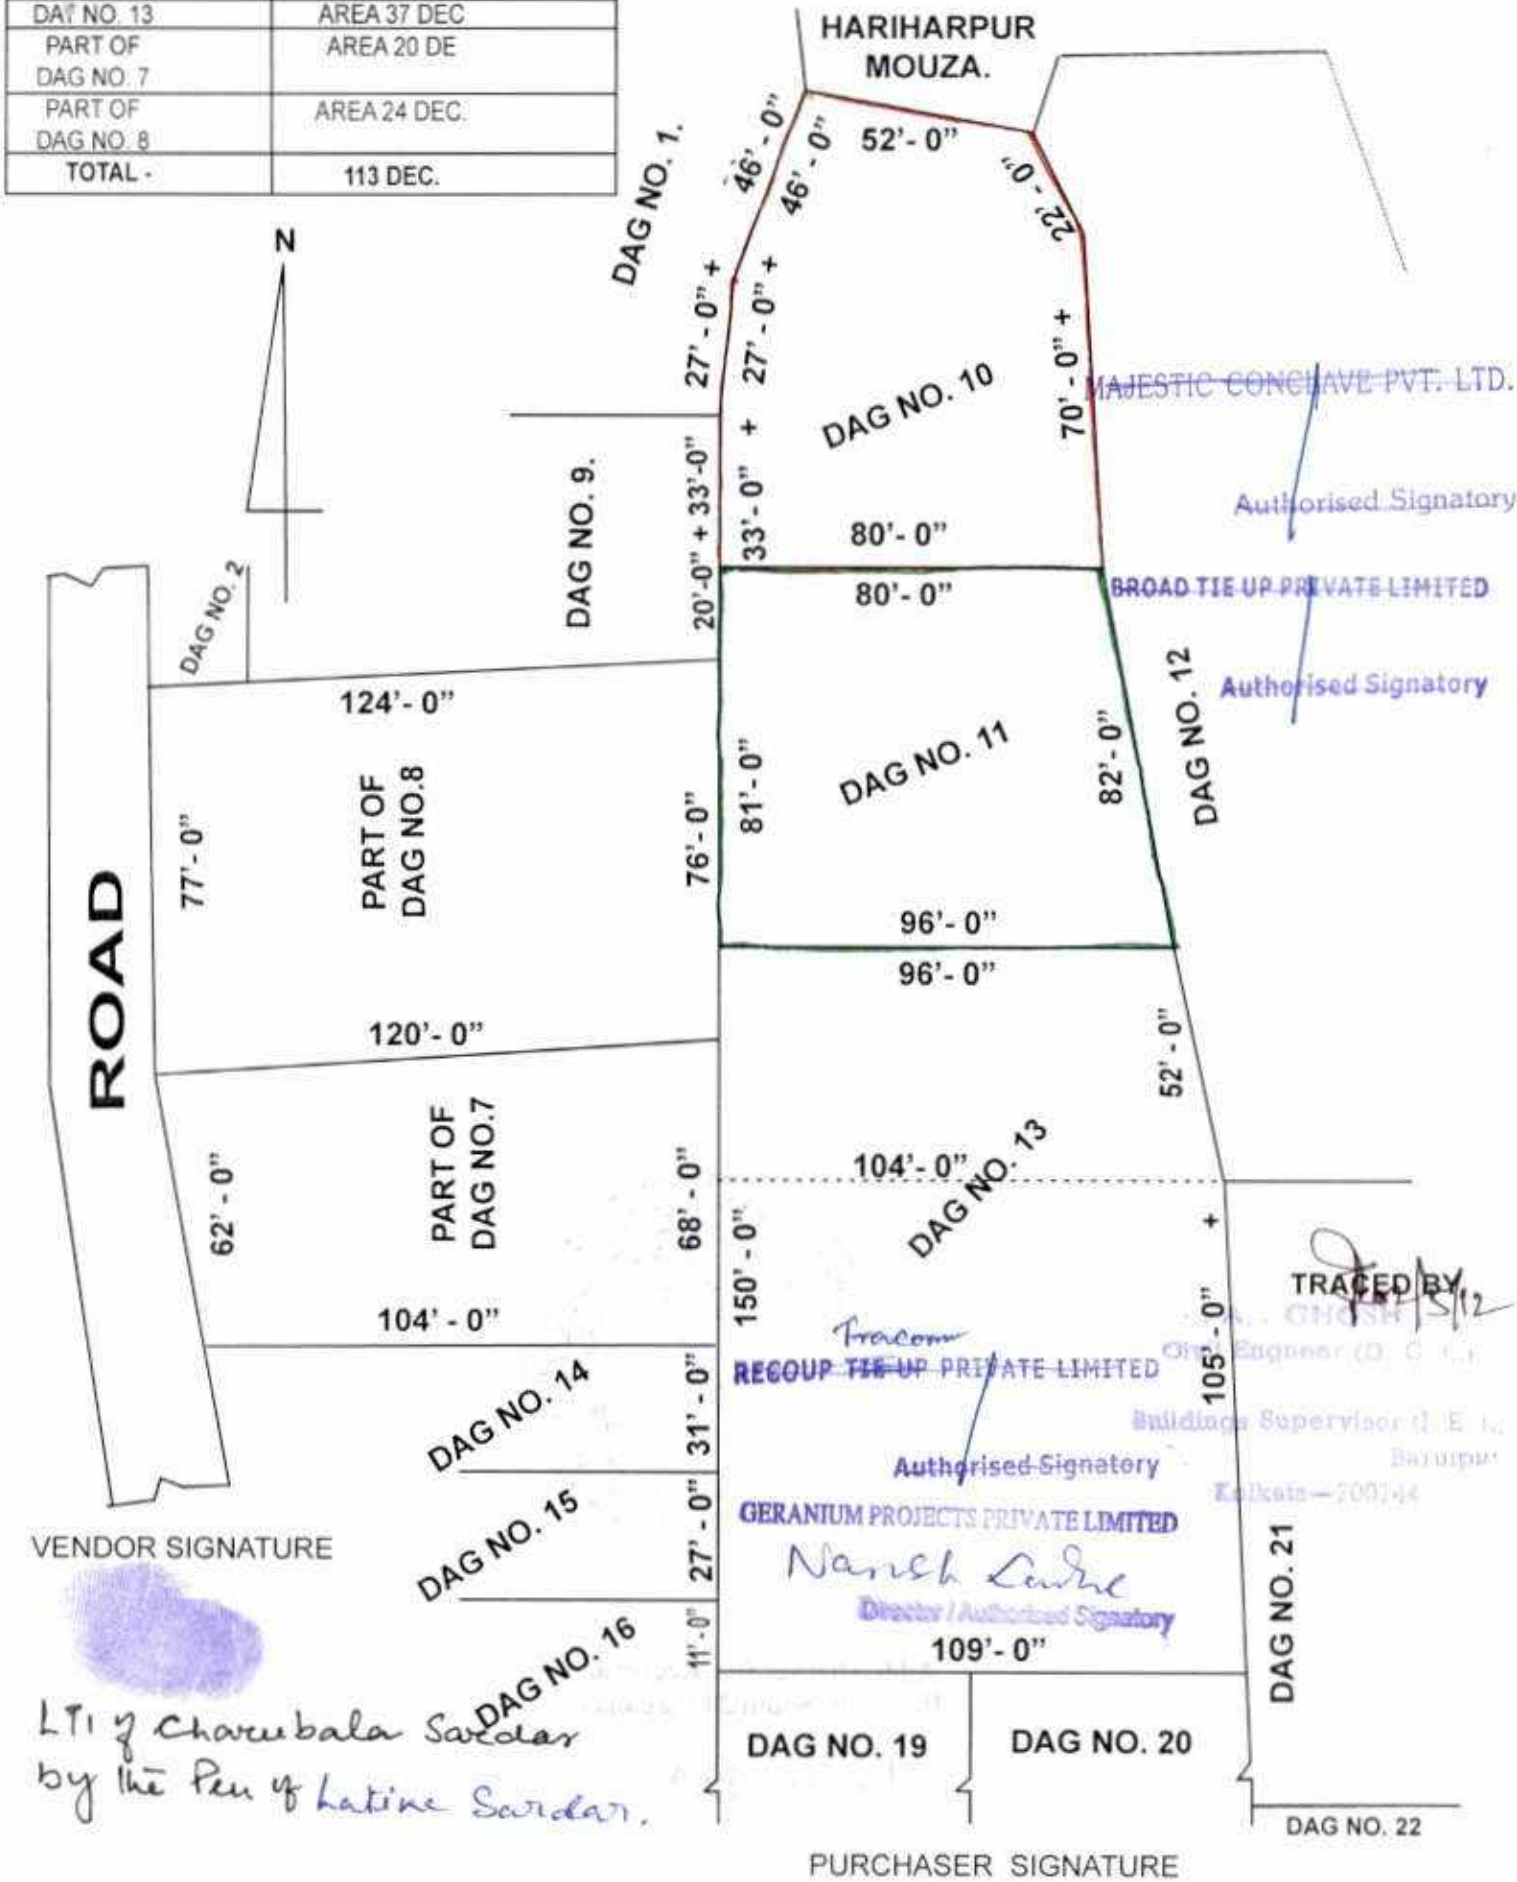 DAT NO. 13 AREA 37 DEC
PART OF DAG NO. 7 AREA 20 DE
PART OF DAG NO. 8 AREA 24 DEC.
TOTAL - 113 DEC.
HARIHARPUR
MOUZA.
N
DAG NO. 1.
46'- 0"
46'- 0"
52'- 0"
22'- 0"
27'- 0" +
27'- 0" +
70'- 0" +
DAG NO. 10
MAJESTIC CONCLAVE PVT. LTD.
Authorised Signatory
DAG NO. 9.
20'-0" + 33'-0"
33'- 0" +
80'- 0"
80'- 0"
BROAD TIE UP PRIVATE LIMITED
Authorised Signatory
DAG NO. 2
124'- 0"
DAG NO. 12
DAG NO. 11
82'- 0"
PART OF
DAG NO.8
77'- 0"
76'- 0"
81'- 0"
96'- 0"
96'- 0"
ROAD
120'- 0"
52'- 0"
PART OF
DAG NO.7
62'- 0"
68'- 0"
104'- 0"
DAG NO. 13
150'- 0"
+
105'- 0"
TRACED BY
A. GHOSH
Civil Engneer (D. C.
Buildings Supervisor
Baruipur
Kolkata—700144
104'- 0"
RECOUP TIE UP PRIVATE LIMITED
Authorised Signatory
GERANIUM PROJECTS PRIVATE LIMITED
Director / Authorised Signatory
DAG NO. 14
31'- 0"
DAG NO. 15
27'- 0"
DAG NO. 16
11'-0"
109'- 0"
DAG NO. 21
VENDOR SIGNATURE
LTI of Charubala Sardar
by the Pen of Latika Sardar.
DAG NO. 19
DAG NO. 20
DAG NO. 22
PURCHASER SIGNATURE